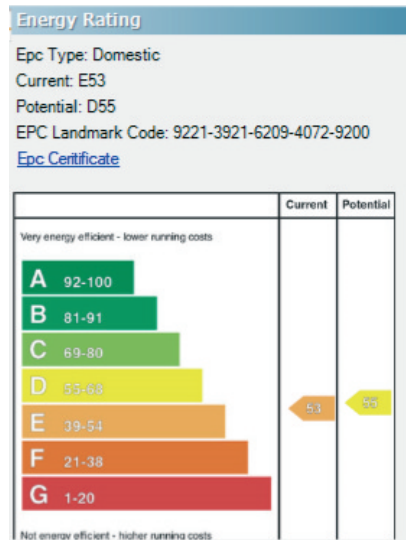 Energy Rating
Epc Type: Domestic
Current: E53
Potential: D55
EPC Landmark Code: 9221-3921-6209-4072-9200
Epc Ceritificate
Current Potential
Very energy efficient - lower running costs
A 92-100
B 81-91
C 69-80
D 55-68
E 39-54
53
55
F 21-38
G 1-20
Not energy efficient - higher running costs